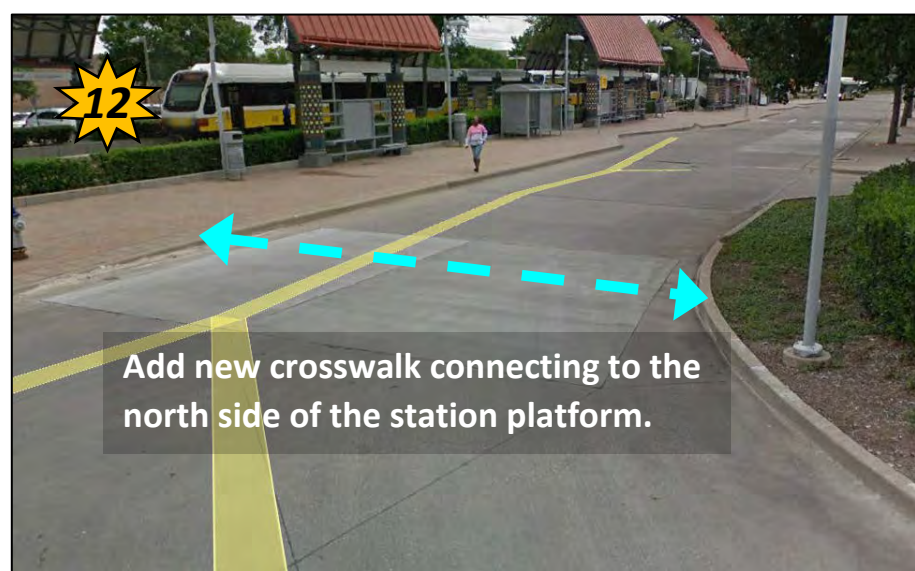 12
Add new crosswalk connecting to the
north side of the station platform.